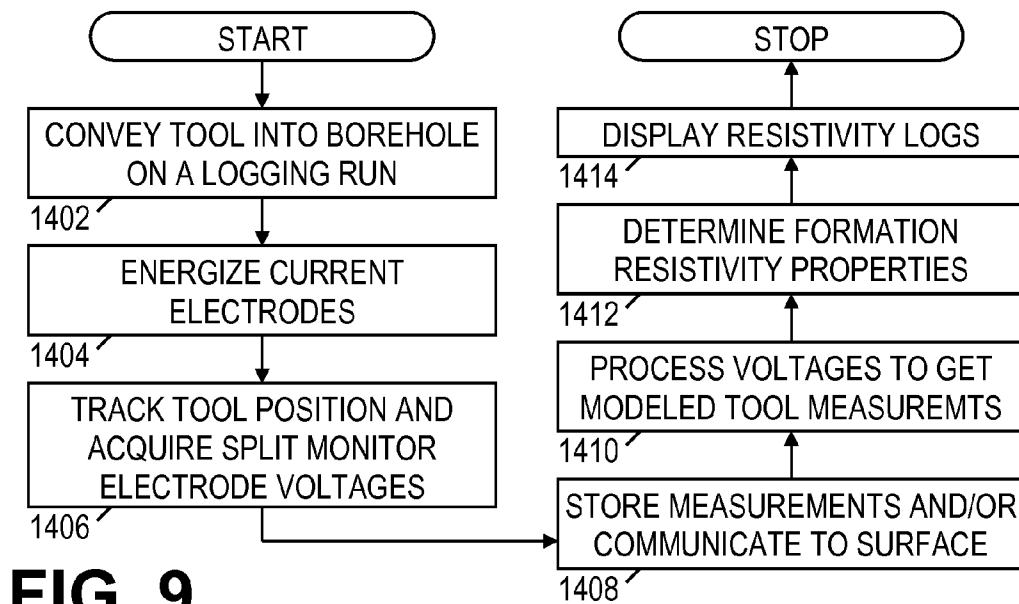 START
CONVEY TOOL INTO BOREHOLE
ON A LOGGING RUN
1402
ENERGIZE CURRENT
ELECTRODES
1404
TRACK TOOL POSITION AND
ACQUIRE SPLIT MONITOR
ELECTRODE VOLTAGES
1406
STORE MEASUREMENTS AND/OR
COMMUNICATE TO SURFACE
1408
PROCESS VOLTAGES TO GET
MODELED TOOL MEASUREMTS
1410
DETERMINE FORMATION
RESISTIVITY PROPERTIES
1412
DISPLAY RESISTIVITY LOGS
1414
STOP
FIG. 9